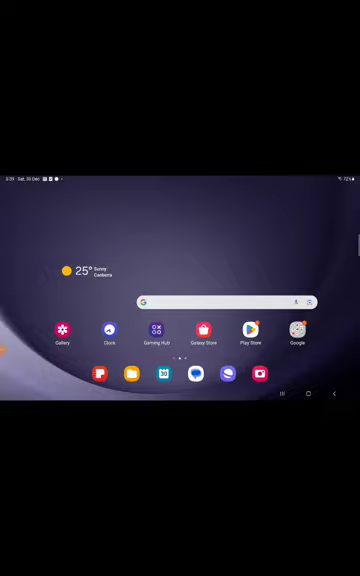 Sat, 30 Dec
72%
25°
Sunny
Canberra
G
Gallery
Clock
Gaming Hub
Galaxy Store
Play Store
Google
30